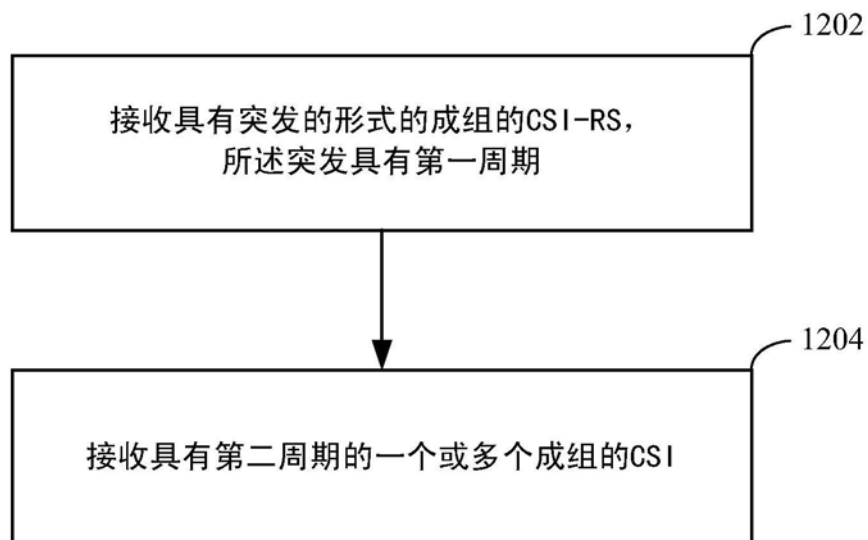 1202
接收具有突发的形式的成组的CSI-RS，
所述突发具有第一周期
1204
接收具有第二周期的一个或多个成组的CSI